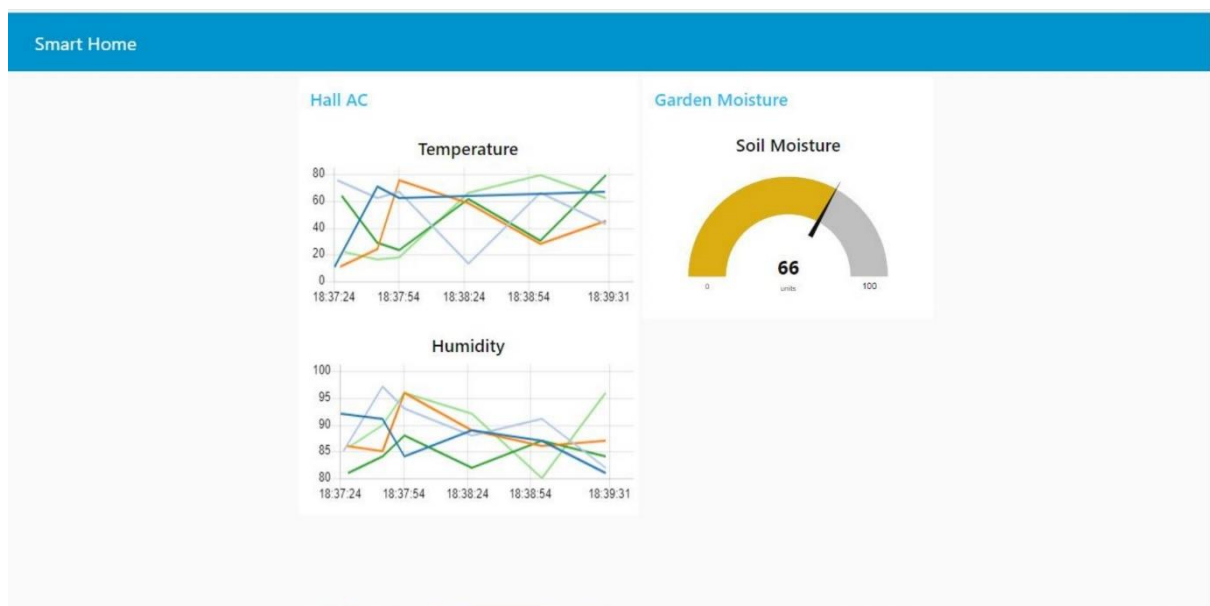 Smart Home
Hall AC
Temperature
80
60
40
20
0
18:37:24 18:37:54 18:38:24 18:38:54 18:39:31
Humidity
100
95
90
85
80
18:37:24 18:37:54 18:38:24 18:38:54 18:39:31
Garden Moisture
Soil Moisture
66
0 units 100